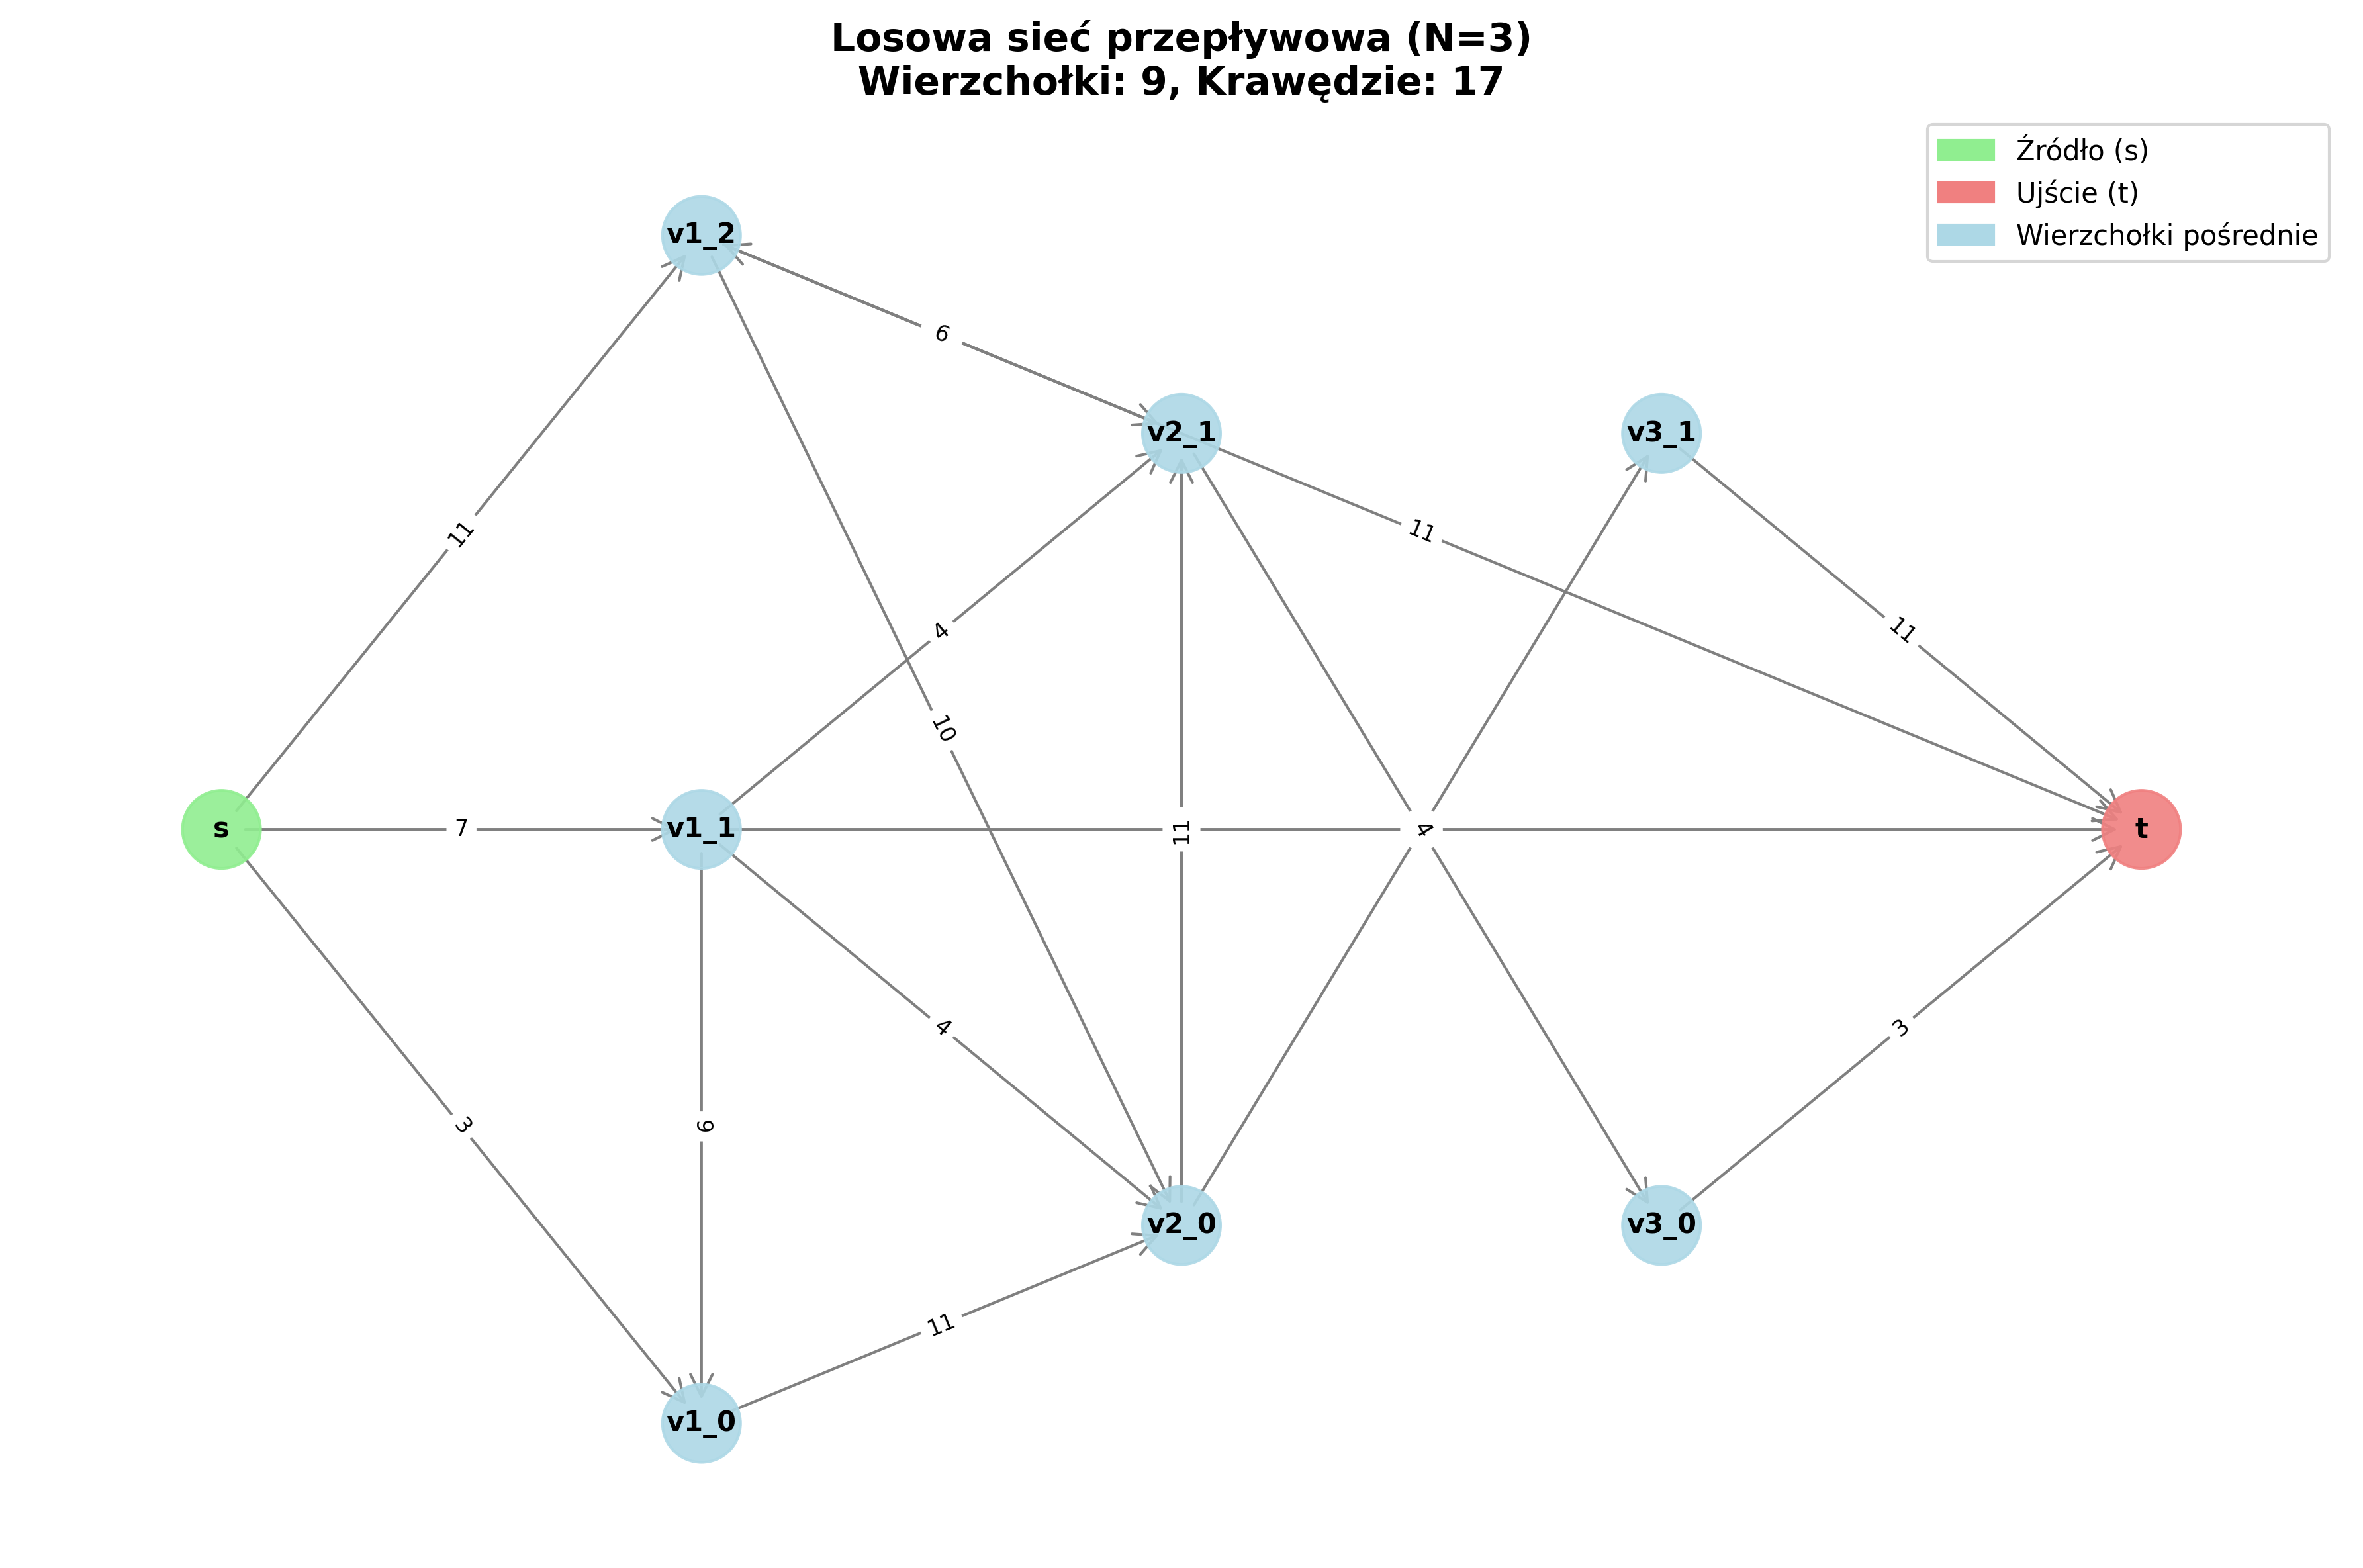 Losowa sieć przepływowa (N=3)
Wierzchołki: 9, Krawędzie: 17
Źródło (s)
Ujście (t)
Wierzchołki pośrednie
v1_2
6
v2_1
v3_1
11
11
4
11
10
s
7
v1_1
11
4
t
4
3
6
3
v2_0
v3_0
11
v1_0